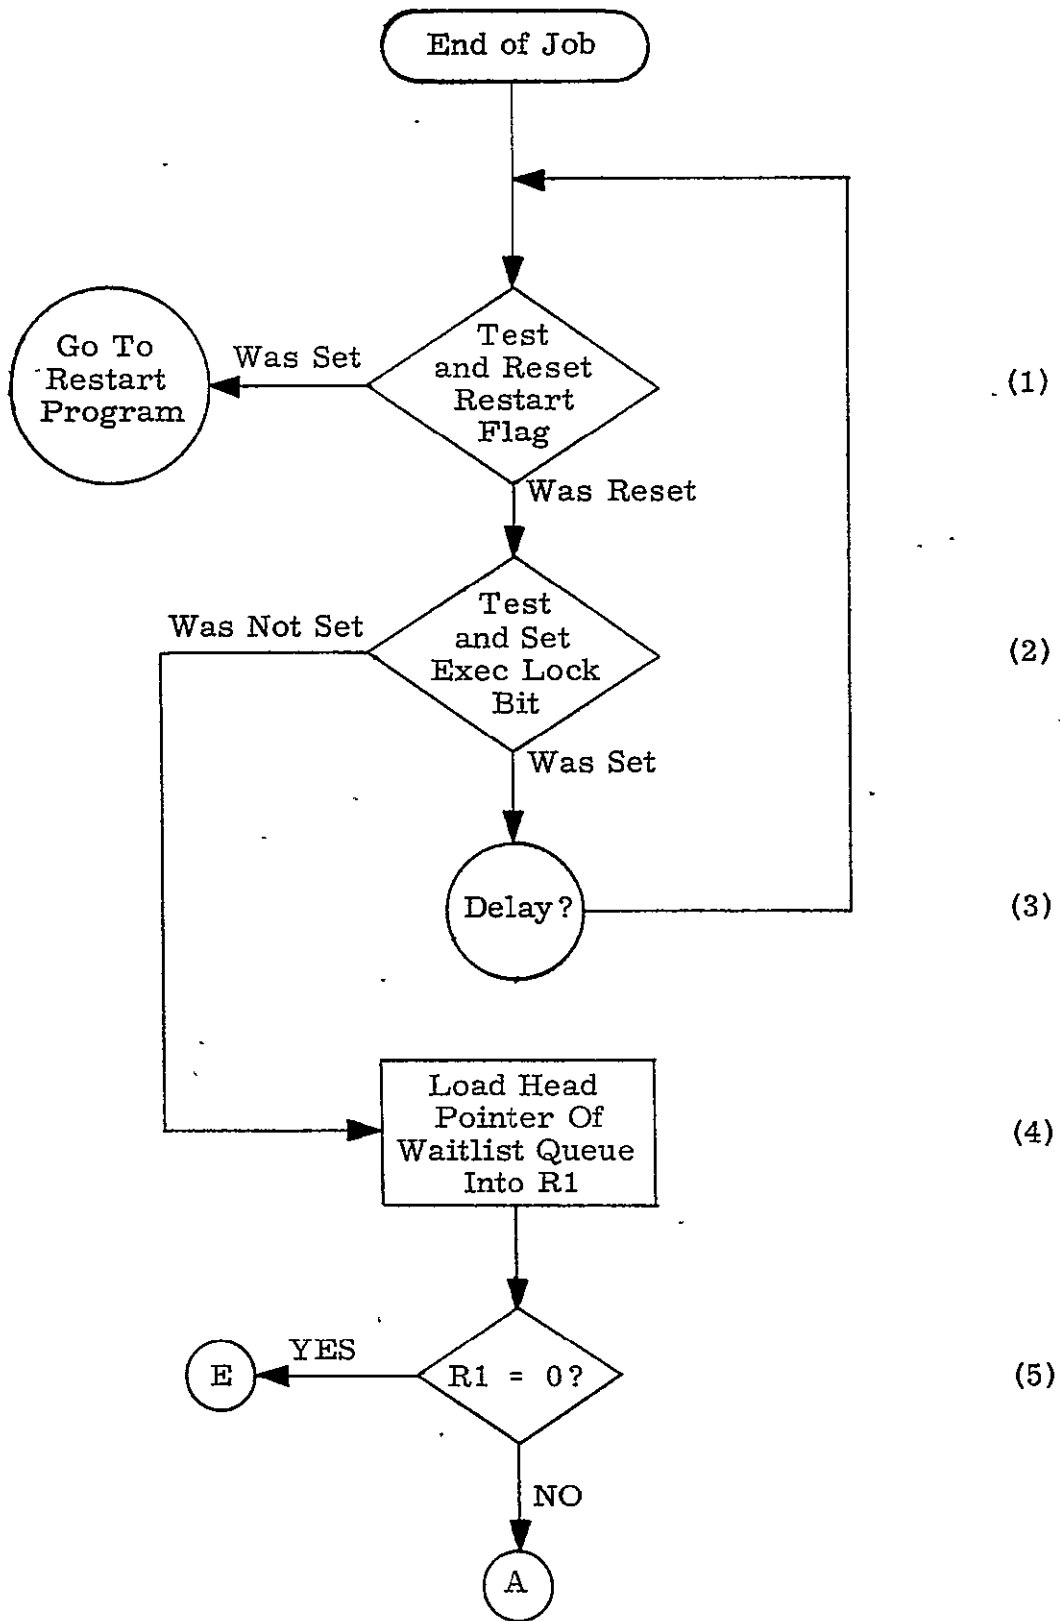 End of Job
Go To
Restart
Program
Was Set
Test
and Reset
Restart
Flag
(1)
Was Reset
Was Not Set
Test
and Set
Exec Lock
Bit
(2)
Was Set
Delay?
(3)
Load Head
Pointer Of
Waitlist Queue
Into R1
(4)
E
YES
R1 = 0?
(5)
NO
A